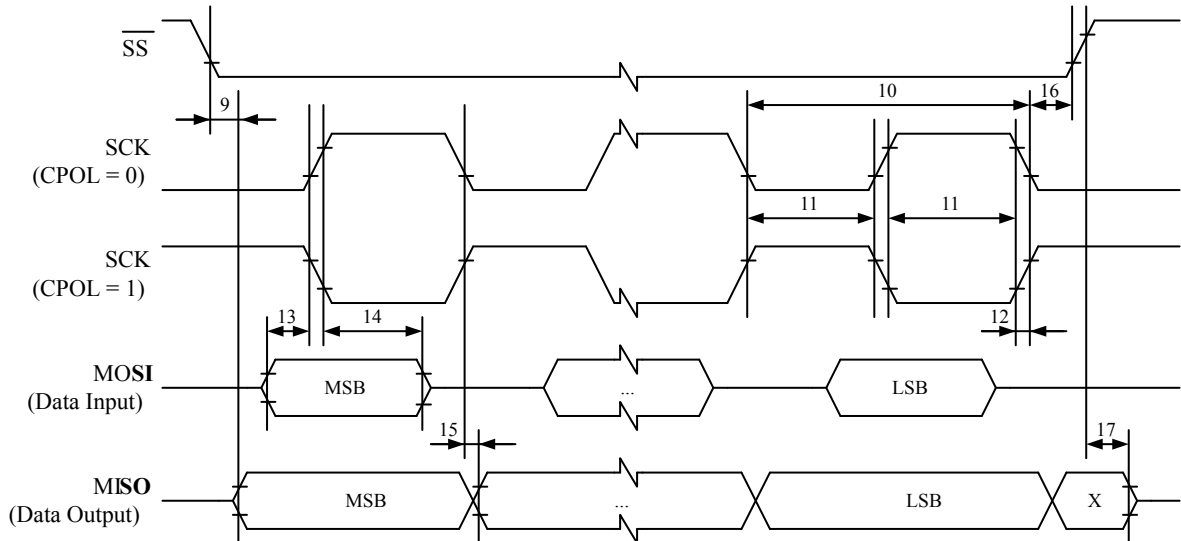 SS
10
16
9
SCK
(CPOL = 0)
11
11
SCK
(CPOL = 1)
13
14
12
MOSI
(Data Input)
MSB
...
LSB
15
17
MISO
(Data Output)
MSB
...
LSB
X